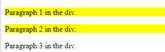 Paragraph 1 in the div.
Paragraph 2 in the div.
Paragraph 3 in the div.